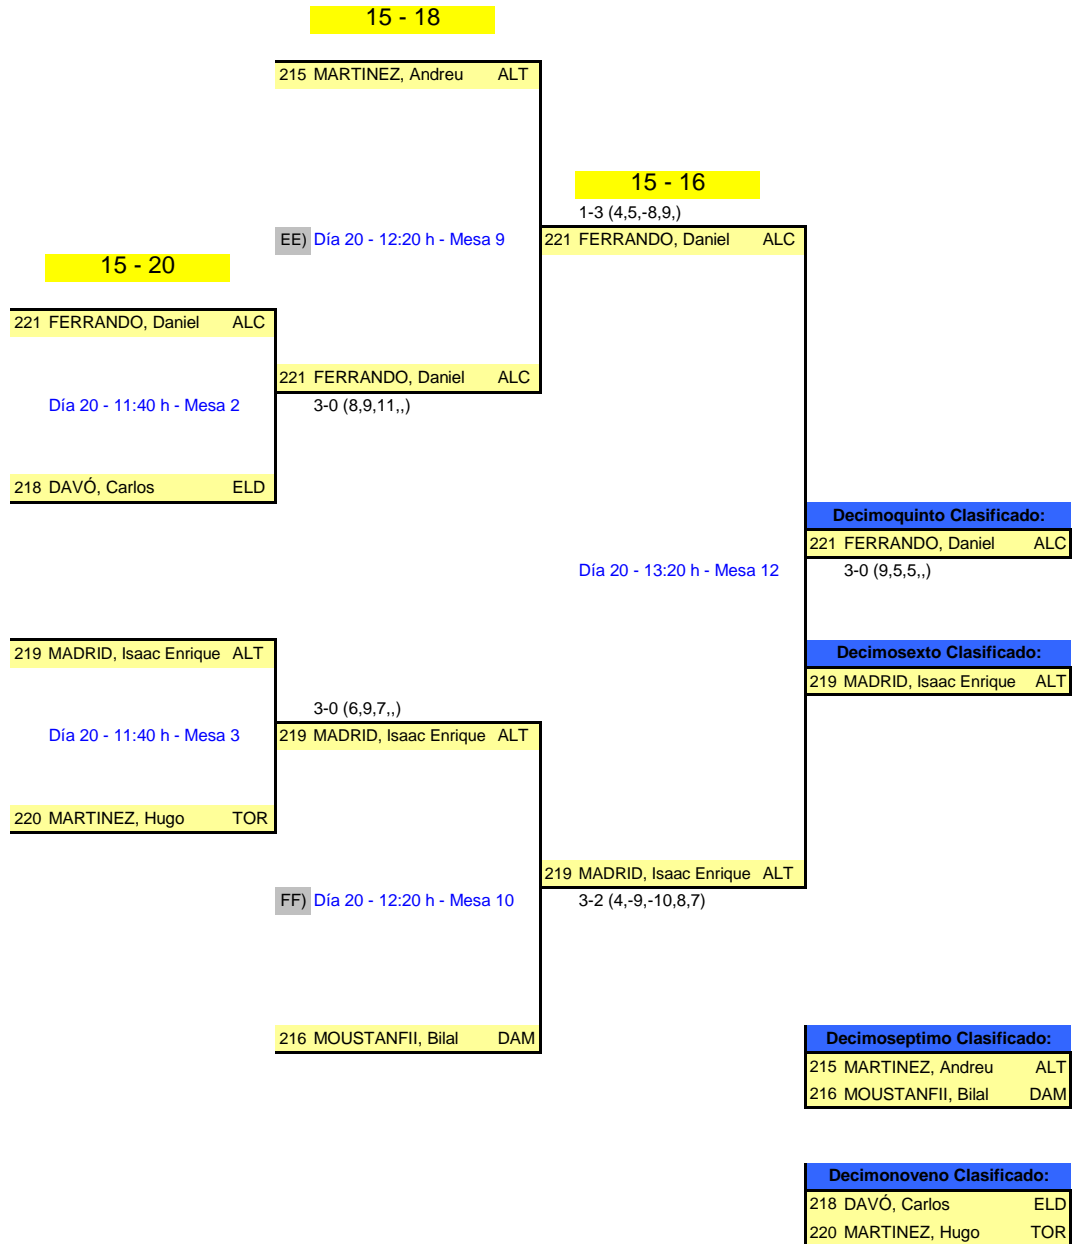 15 - 18
215 MARTINEZ, Andreu ALT
15 - 16
1-3 (4,5,-8,9,)
EE) Día 20 - 12:20 h - Mesa 9
221 FERRANDO, Daniel ALC
15 - 20
221 FERRANDO, Daniel ALC
221 FERRANDO, Daniel ALC
Día 20 - 11:40 h - Mesa 2
3-0 (8,9,11,,)
218 DAVÓ, Carlos ELD
Decimoquinto Clasificado:
221 FERRANDO, Daniel ALC
Día 20 - 13:20 h - Mesa 12
3-0 (9,5,5,,)
219 MADRID, Isaac Enrique ALT
Decimosexto Clasificado:
219 MADRID, Isaac Enrique ALT
3-0 (6,9,7,,)
Día 20 - 11:40 h - Mesa 3
219 MADRID, Isaac Enrique ALT
220 MARTINEZ, Hugo TOR
219 MADRID, Isaac Enrique ALT
FF) Día 20 - 12:20 h - Mesa 10
3-2 (4,-9,-10,8,7)
216 MOUSTANFII, Bilal DAM
Decimoseptimo Clasificado:
215 MARTINEZ, Andreu ALT
216 MOUSTANFII, Bilal DAM
Decimonoveno Clasificado:
218 DAVÓ, Carlos ELD
220 MARTINEZ, Hugo TOR